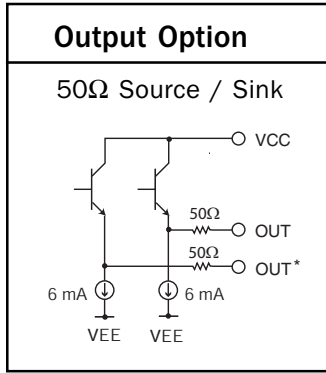 Output Option
50Ω Source / Sink
VCC
50Ω
OUT
50Ω
OUT*
6 mA
6 mA
VEE
VEE